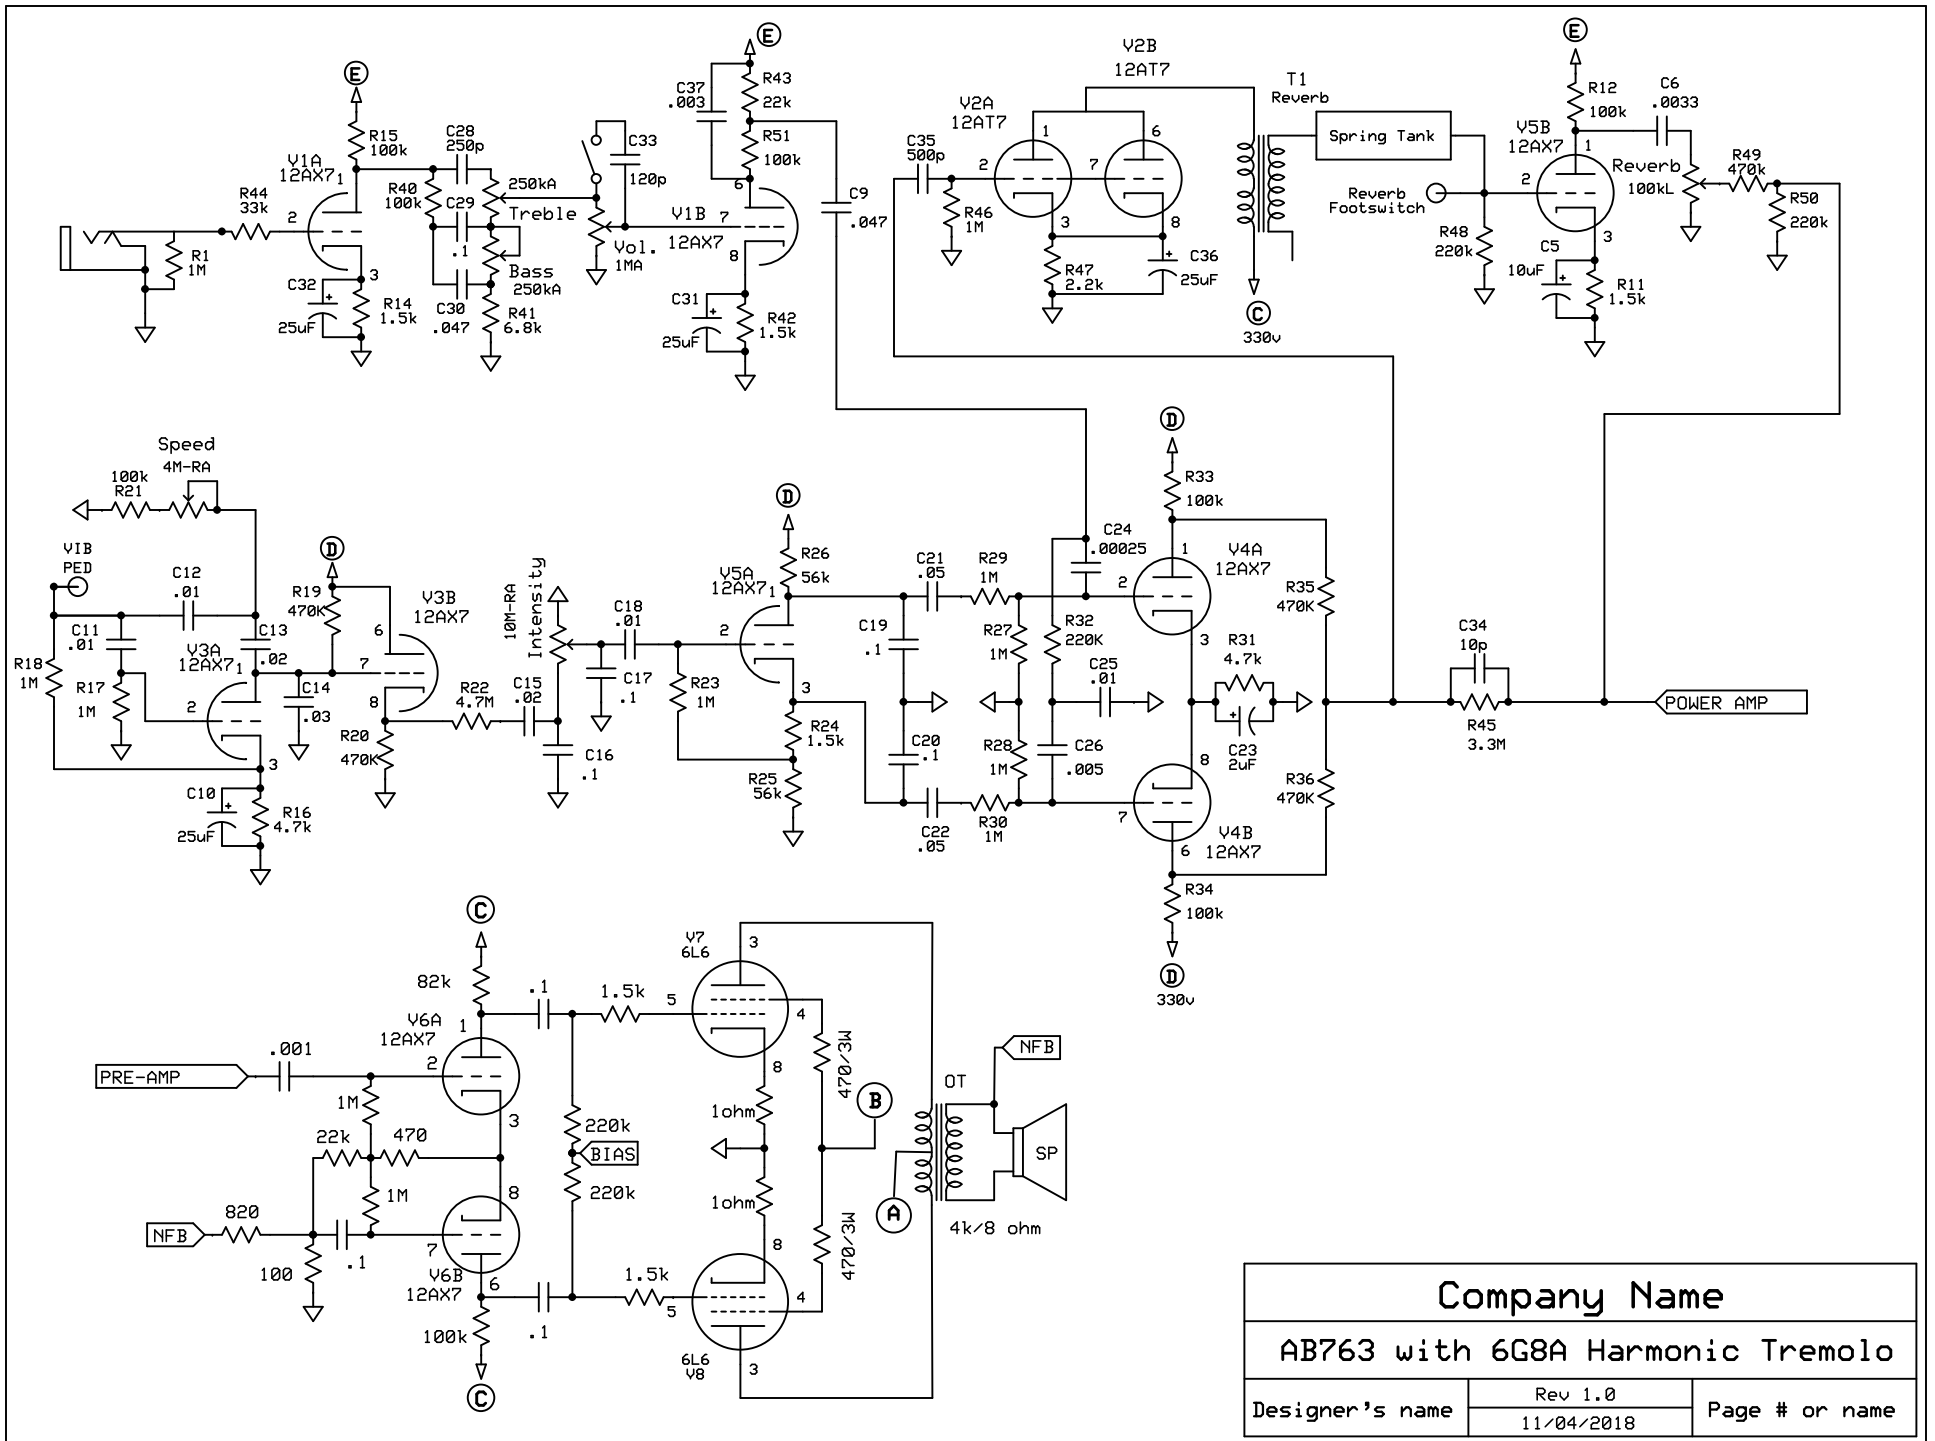 E
R15
100k
V1A
12AX7
1
2
3
R44
33k
R1
1M
C32
+
25uF
R14
1.5k
C28
250p
R40
100k
C29
.1
C30
.047
250kA
Treble
Bass
250kA
R41
6.8k
C33
120p
Vol.
1MA
E
C37
.003
R43
22k
R51
100k
6
V1B
12AX7
7
8
C31
+
25uF
R42
1.5k
C9
.047
V2B
12AT7
V2A
12AT7
C35
500p
1
2
3
6
7
8
R46
1M
R47
2.2k
+
C36
25uF
T1
Reverb
C
330v
Spring Tank
Reverb
Footswitch
R48
220k
E
R12
100k
V5B
12AX7
1
2
3
C5
10uF
+
R11
1.5k
C6
.0033
Reverb
100kL
R49
470k
R50
220k
Speed
4M-RA
100k
R21
VIB
PED
C12
.01
C11
.01
R18
1M
R17
1M
V3A
12AX7
1
2
3
C13
.02
C14
.03
C10
+
25uF
R16
4.7k
D
R19
470K
V3B
12AX7
6
7
8
R20
470K
R22
4.7M
C15
.02
C16
.1
10M-RA
Intensity
C17
.1
C18
.01
R23
1M
D
R26
56k
V5A
12AX7
1
2
3
R24
1.5k
R25
56k
C19
.1
C20
.1
C21
.05
C22
.05
R29
1M
R27
1M
R28
1M
R30
1M
R32
220K
C24
.00025
C25
.01
C26
.005
D
R33
100k
1
2
3
V4A
12AX7
R31
4.7k
+
C23
2uF
8
7
6
V4B
12AX7
R34
100k
D
330v
R35
470K
R36
470K
C34
10p
R45
3.3M
POWER AMP
C
82k
V6A
12AX7
1
2
3
PRE-AMP
.001
1M
22k
470
1M
820
NFB
.1
100
8
7
6
V6B
12AX7
100k
C
.1
1.5k
220k
BIAS
220k
.1
1.5k
V7
6L6
3
5
4
8
470/3W
1ohm
1ohm
B
470/3W
8
4
5
3
6L6
V8
A
OT
NFB
SP
4k/8 ohm
Company Name
AB763 with 6G8A Harmonic Tremolo
Designer's name
Rev 1.0
11/04/2018
Page # or name